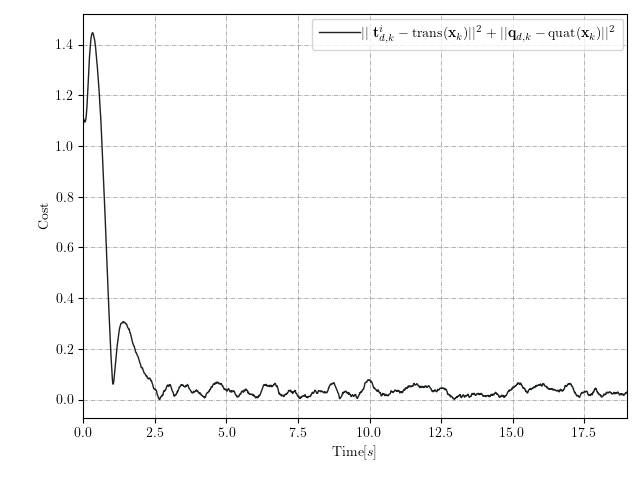 || t^i_{d,k} − trans(x_k)||^2 + ||q_{d,k} − quat(x_k)||^2
1.4
1.2
1.0
0.8
0.6
0.4
0.2
0.0
Cost
0.0 2.5 5.0 7.5 10.0 12.5 15.0 17.5
Time[s]